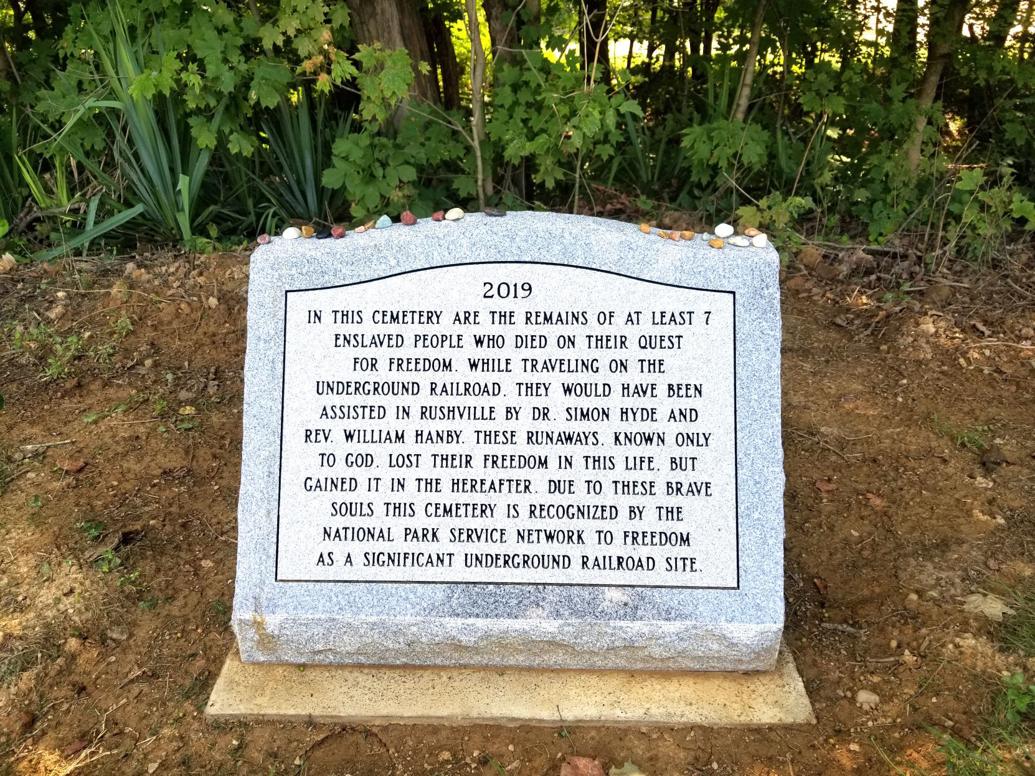 2019
IN THIS CEMETERY ARE THE REMAINS OF AT LEAST 7
ENSLAVED PEOPLE WHO DIED ON THEIR QUEST
FOR FREEDOM. WHILE TRAVELING ON THE
UNDERGROUND RAILROAD, THEY WOULD HAVE BEEN
ASSISTED IN RUSHVILLE BY DR. SIMON HYDE AND
REV. WILLIAM HANBY. THESE RUNAWAYS, KNOWN ONLY
TO GOD, LOST THEIR FREEDOM IN THIS LIFE, BUT
GAINED IT IN THE HEREAFTER. DUE TO THESE BRAVE
SOULS THIS CEMETERY IS RECOGNIZED BY THE
NATIONAL PARK SERVICE NETWORK TO FREEDOM
AS A SIGNIFICANT UNDERGROUND RAILROAD SITE.